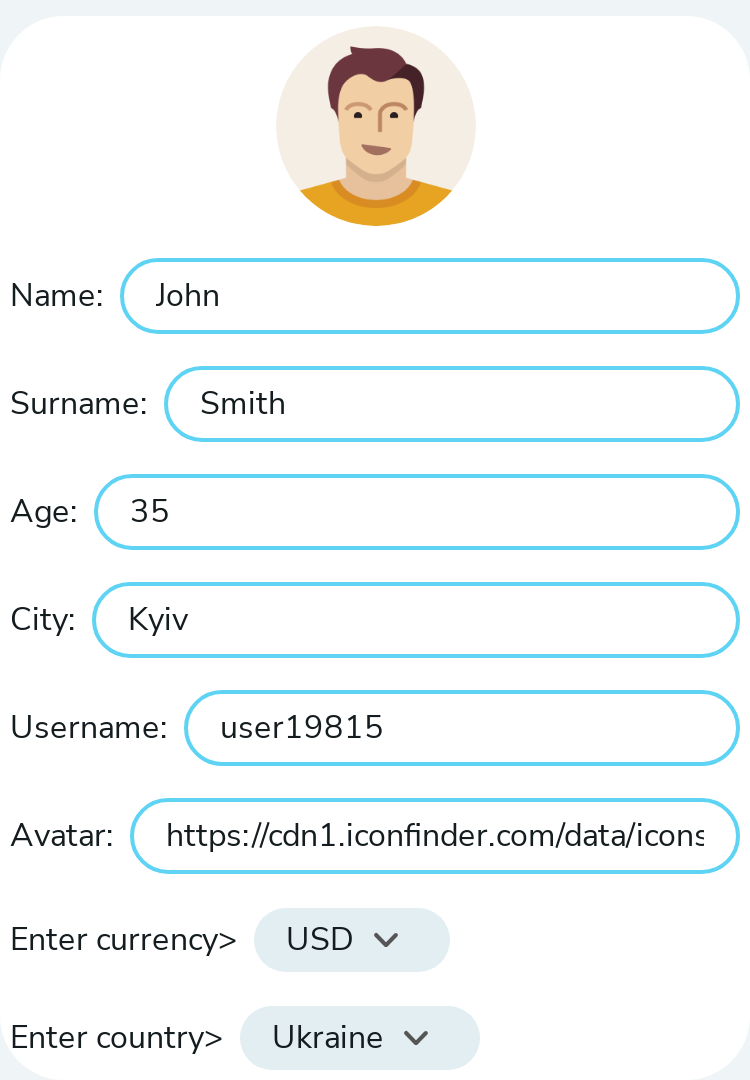 Name: John
Surname: Smith
Age: 35
City: Kyiv
Username: user19815
Avatar: https://cdn1.iconfinder.com/data/icons
Enter currency> USD
Enter country> Ukraine